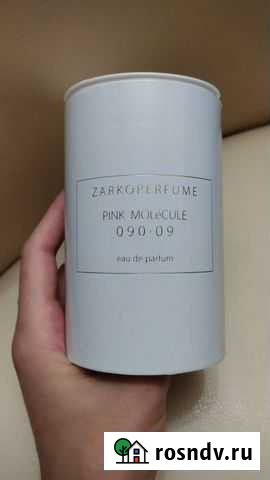 ZARKOPERFUME
PINK MOLéCULE
090·09
eau de parfum
rosndv.ru